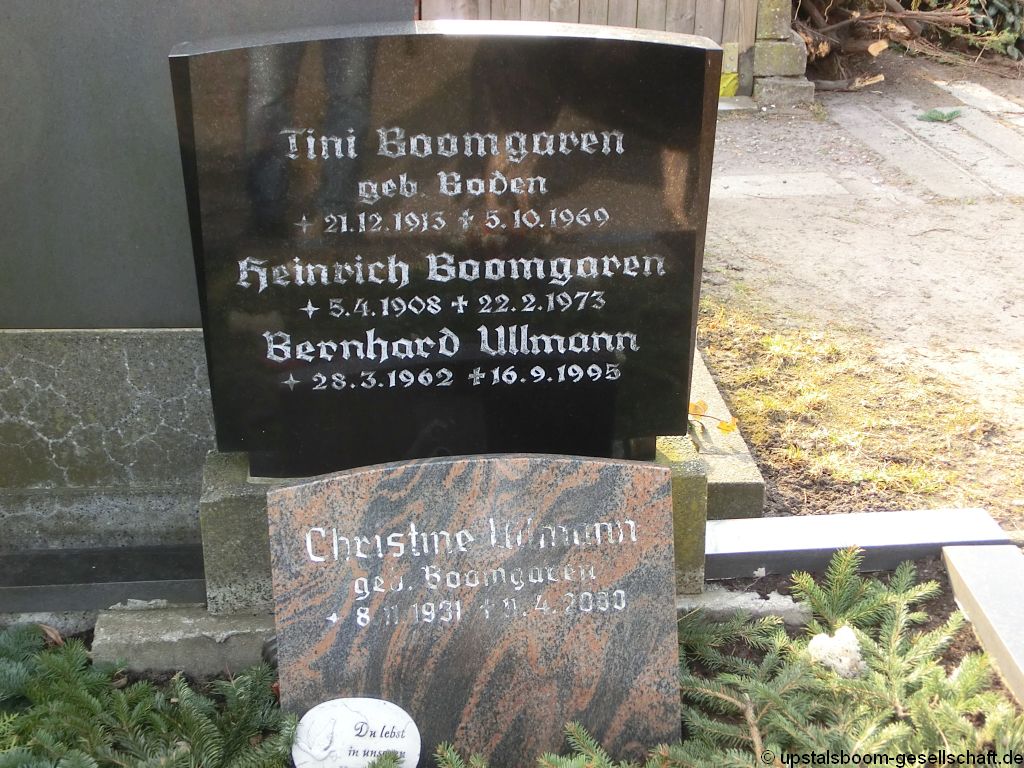 Tini Boomgaren
geb. Boden
21.12.1913 ✝ 5.10.1969
Heinrich Boomgaren
5.4.1908 ✝ 22.2.1973
Bernhard Ullmann
28.3.1962 ✝ 16.9.1995
Christine Ullmann
geb. Boomgaren
8.11.1931 ✝ 11.4.2000
Du lebst
in unseren
© upstalsboom-gesellschaft.de